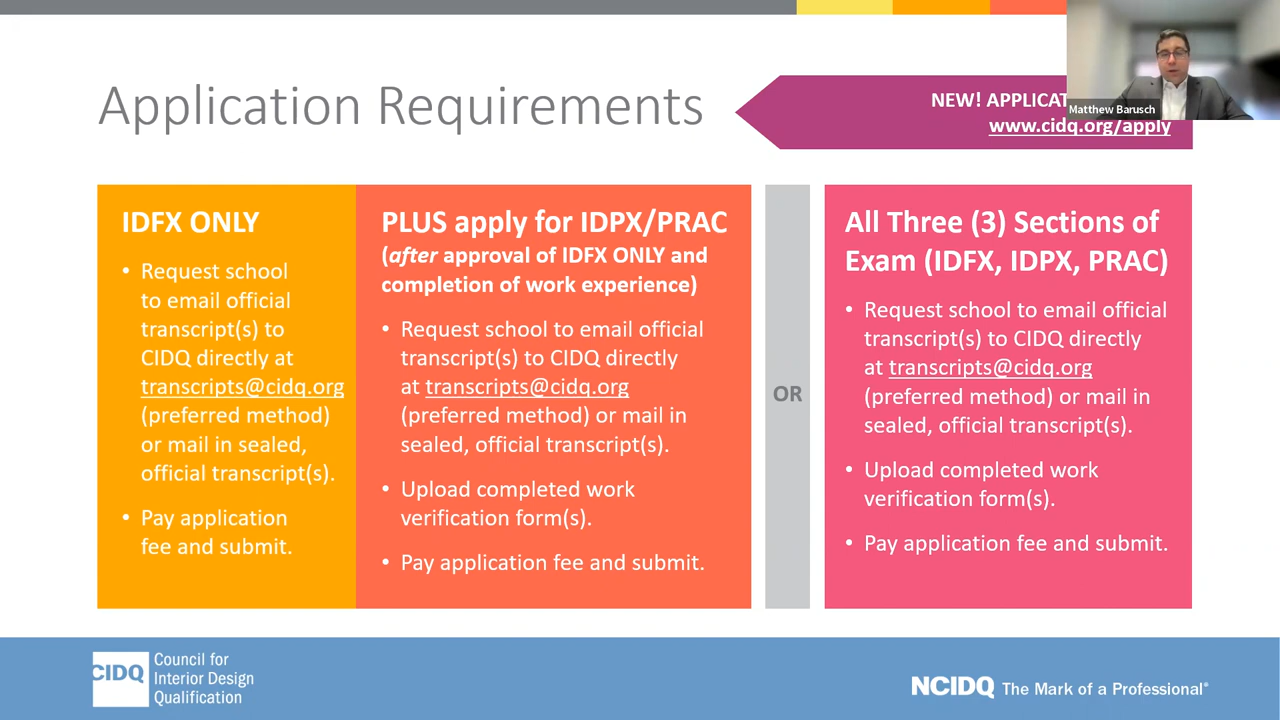 Application Requirements
NEW! APPLICAT
www.cidq.org/apply
Matthew Barusch
IDFX ONLY
• Request school
to email official
transcript(s) to
CIDQ directly at
transcripts@cidq.org
(preferred method)
or mail in sealed,
official transcript(s).
• Pay application
fee and submit.
PLUS apply for IDPX/PRAC
(after approval of IDFX ONLY and
completion of work experience)
• Request school to email official
transcript(s) to CIDQ directly
at transcripts@cidq.org
(preferred method) or mail in
sealed, official transcript(s).
• Upload completed work
verification form(s).
• Pay application fee and submit.
OR
All Three (3) Sections of
Exam (IDFX, IDPX, PRAC)
• Request school to email official
transcript(s) to CIDQ directly
at transcripts@cidq.org
(preferred method) or mail in
sealed, official transcript(s).
• Upload completed work
verification form(s).
• Pay application fee and submit.
CIDQ
Council for
Interior Design
Qualification
NCIDQ The Mark of a Professional®